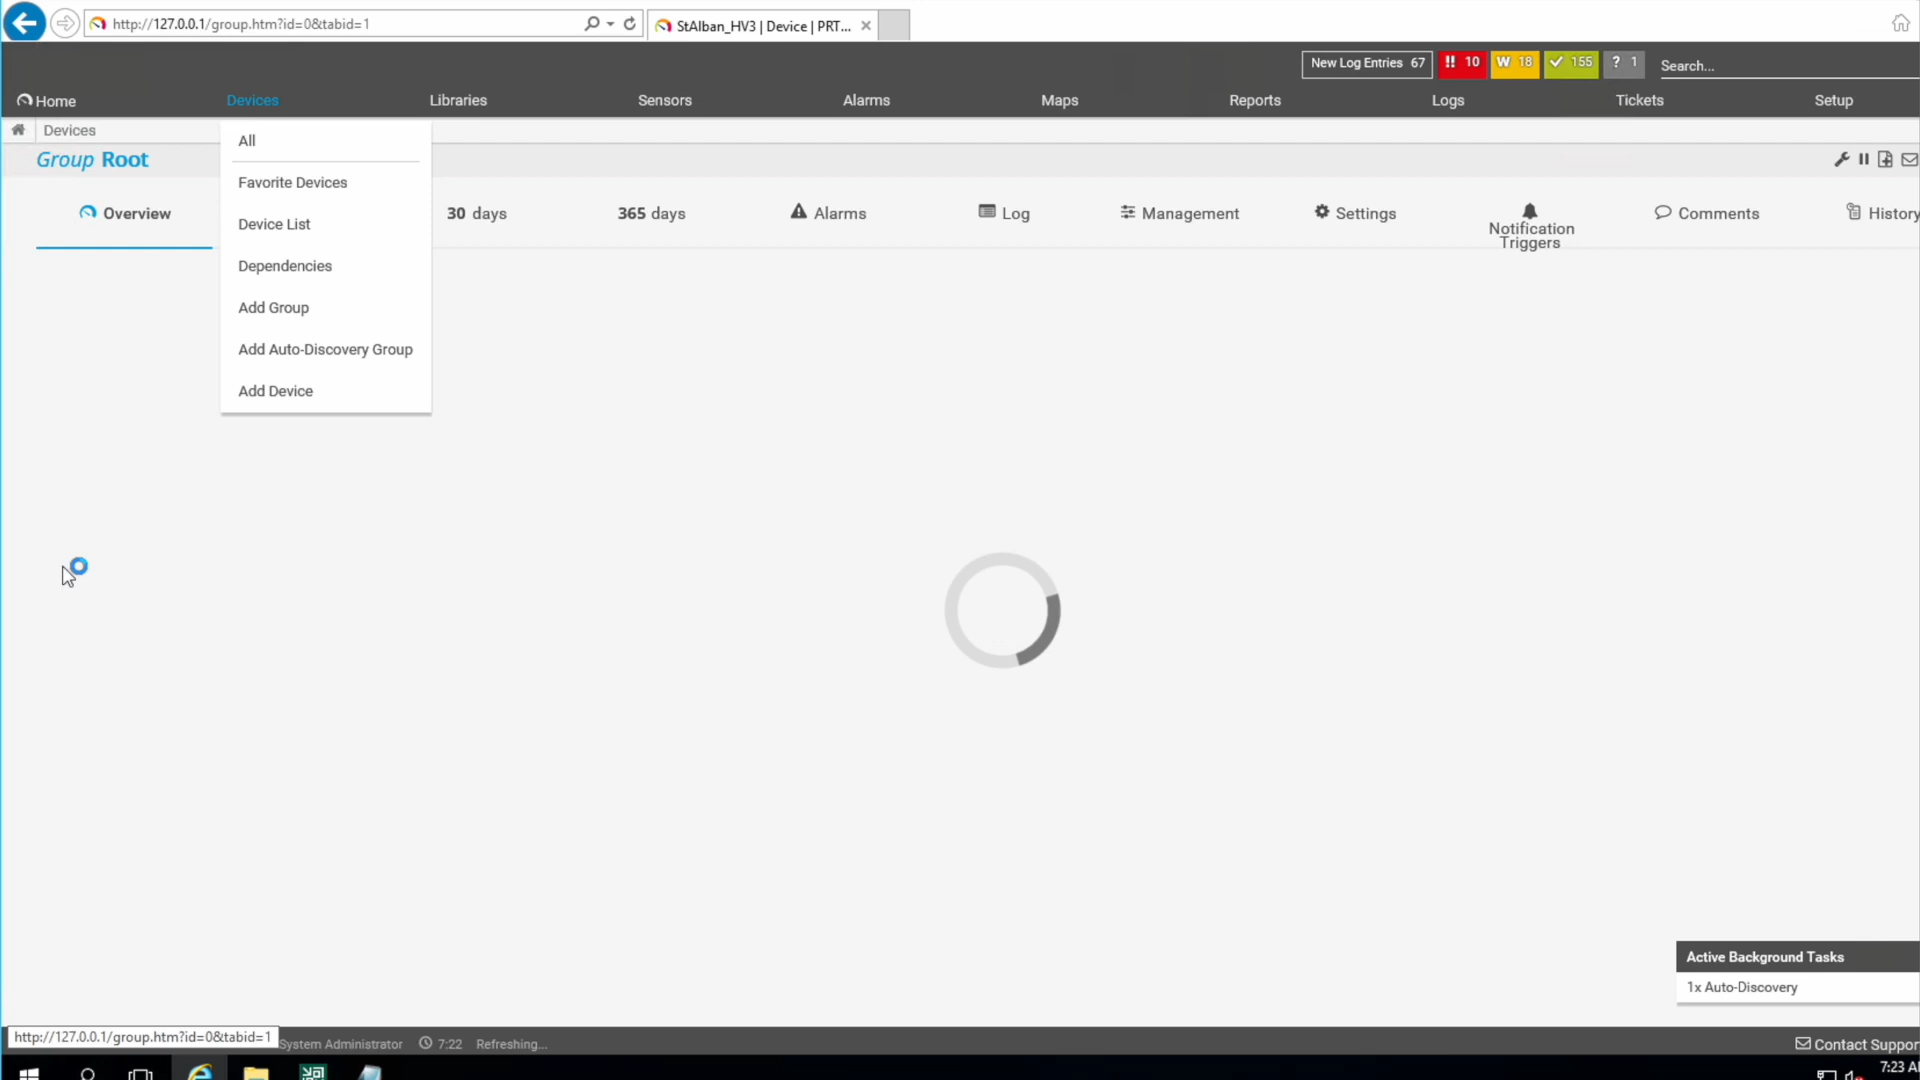 http://127.0.0.1/group.htm?id=0&tabid=1
StAlban_HV3 | Device | PRT...
New Log Entries 67
!! 10
W 18
155
? 1
Search...
Home
Devices
Libraries
Sensors
Alarms
Maps
Reports
Logs
Tickets
Setup
Devices
Group Root
All
Favorite Devices
Device List
Dependencies
Add Group
Add Auto-Discovery Group
Add Device
Overview
30 days
365 days
Alarms
Log
Management
Settings
Notification
Triggers
Comments
History
Active Background Tasks
1x Auto-Discovery
http://127.0.0.1/group.htm?id=0&tabid=1
System Administrator
7:22
Refreshing...
Contact Suppor
7:23 A